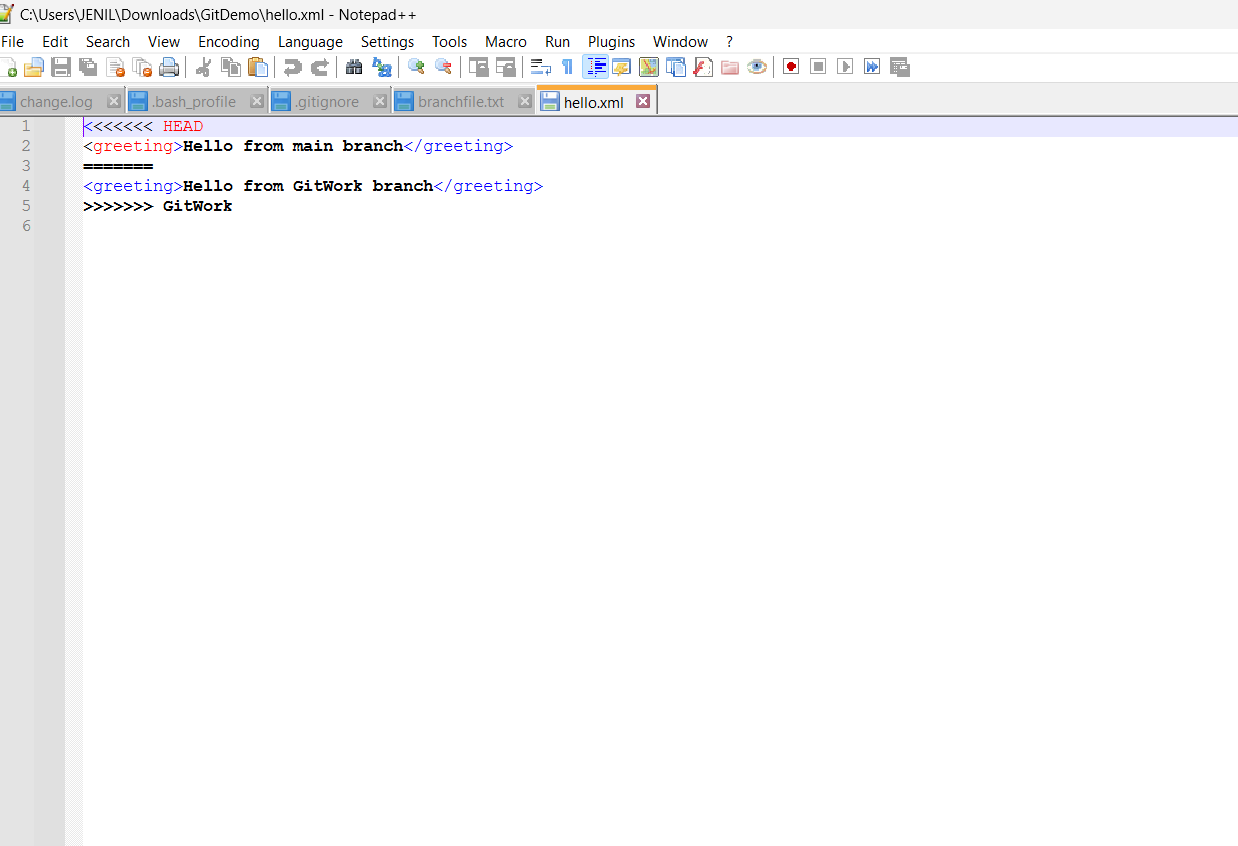 C:\Users\JENIL\Downloads\GitDemo\hello.xml - Notepad++
File Edit Search View Encoding Language Settings Tools Macro Run Plugins Window ?
change.log .bash_profile .gitignore branchfile.txt hello.xml
1 <<<<<<< HEAD
2 <greeting>Hello from main branch</greeting>
3 =======
4 <greeting>Hello from GitWork branch</greeting>
5 >>>>>>> GitWork
6